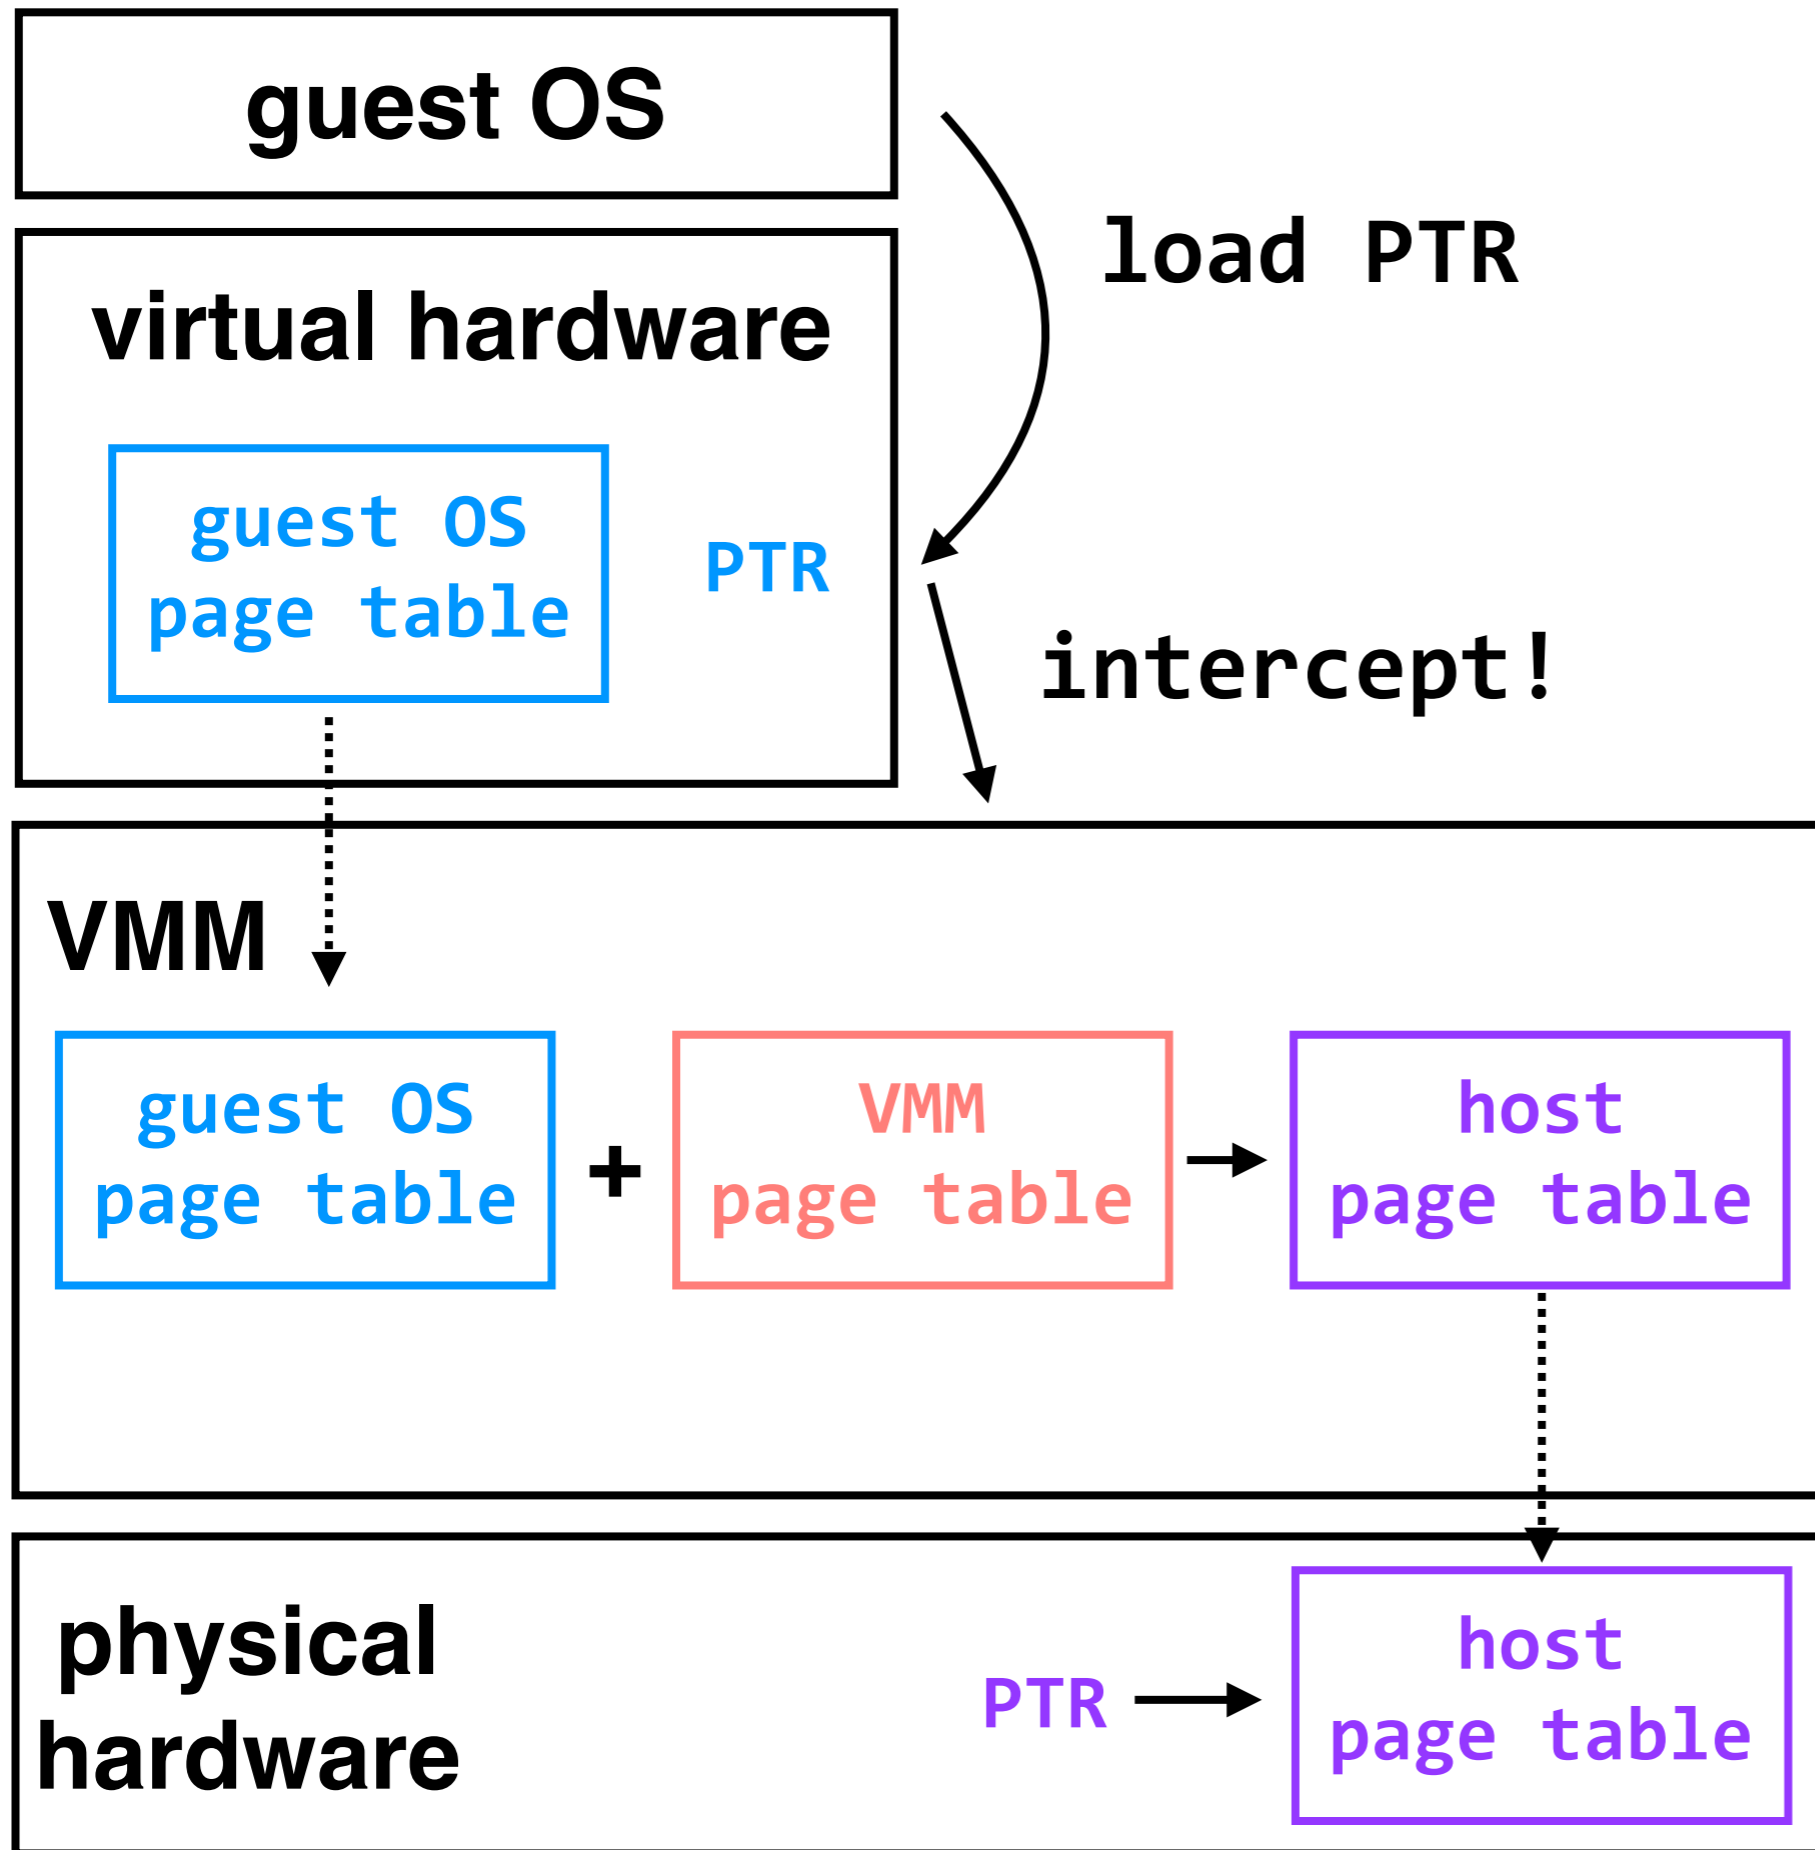 guest OS
load PTR
virtual hardware
guest OS
page table
PTR
intercept!
VMM
guest OS
page table
+
VMM
page table
host
page table
physical
hardware
PTR
host
page table